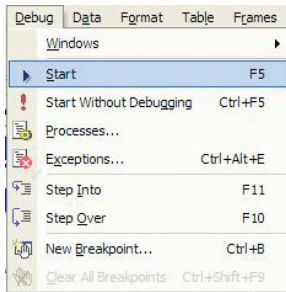 Debug Data Format Table Frames
Windows
Start F5
Start Without Debugging Ctrl+F5
Processes...
Exceptions... Ctrl+Alt+E
Step Into F11
Step Over F10
New Breakpoint... Ctrl+B
Clear All Breakpoints Ctrl+Shift+F9